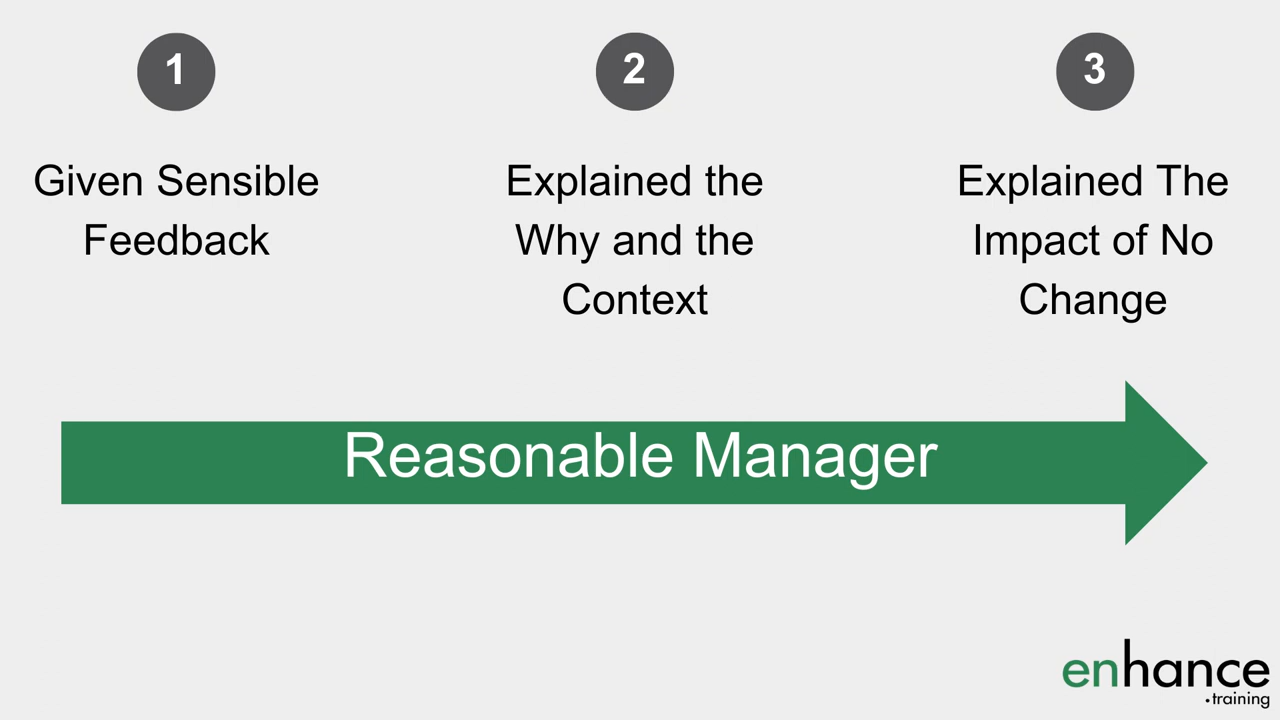 1
Given Sensible
Feedback
2
Explained the
Why and the
Context
3
Explained The
Impact of No
Change
Reasonable Manager
enhance
.training